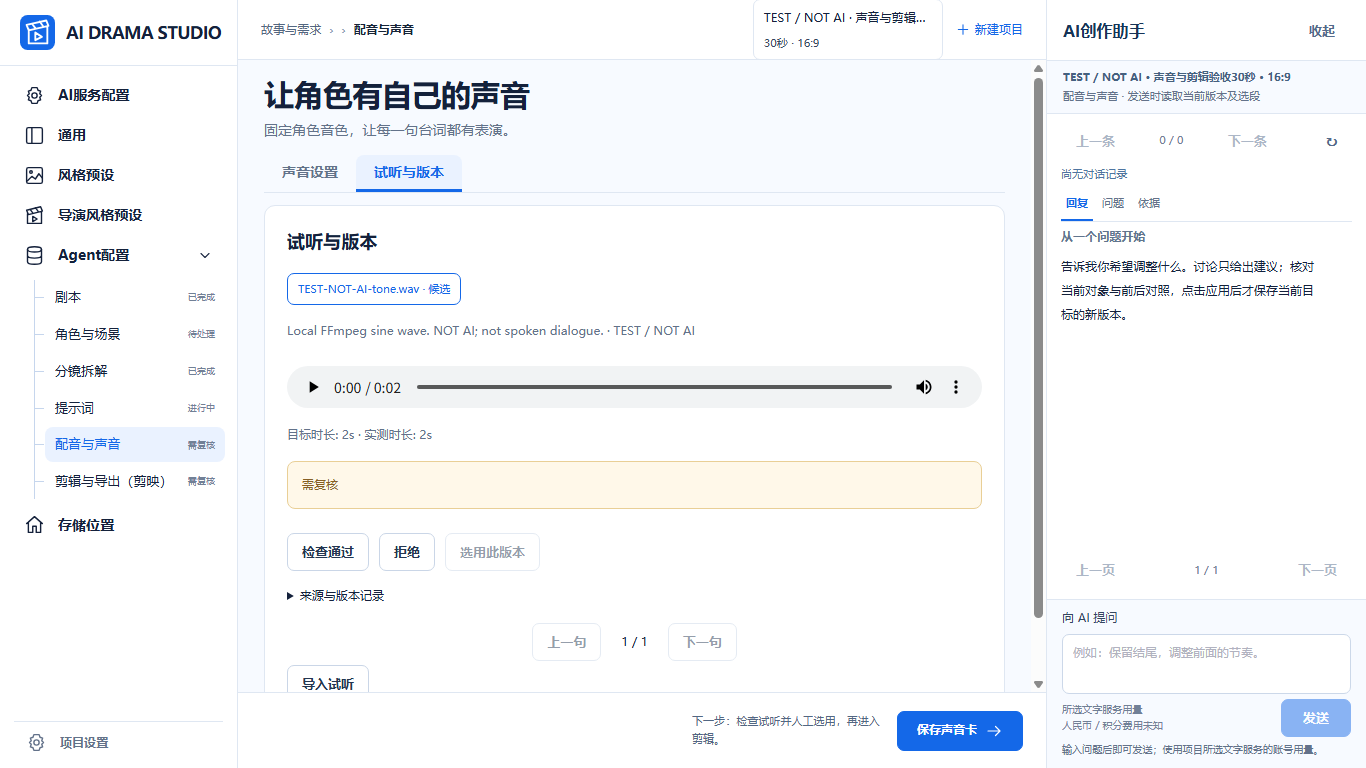 AI DRAMA STUDIO
AI服务配置
通用
风格预设
导演风格预设
Agent配置
剧本 已完成
角色与场景 待处理
分镜拆解 已完成
提示词 进行中
配音与声音 需复核
剪辑与导出（剪映） 需复核
存储位置
项目设置
故事与需求 › › 配音与声音
TEST / NOT AI · 声音与剪辑...
30秒 · 16:9
＋ 新建项目
让角色有自己的声音
固定角色音色，让每一句台词都有表演。
声音设置 试听与版本
试听与版本
TEST-NOT-AI-tone.wav · 候选
Local FFmpeg sine wave. NOT AI; not spoken dialogue. · TEST / NOT AI
0:00 / 0:02
目标时长: 2s · 实测时长: 2s
需复核
检查通过 拒绝 选用此版本
来源与版本记录
上一句 1 / 1 下一句
导入试听
下一步：检查试听并人工选用，再进入
剪辑。
保存声音卡 →
AI创作助手 收起
TEST / NOT AI • 声音与剪辑验收30秒 • 16:9
配音与声音 · 发送时读取当前版本及选段
上一条 0 / 0 下一条 ↻
尚无对话记录
回复 问题 依据
从一个问题开始
告诉我你希望调整什么。讨论只给出建议；核对
当前对象与前后对照，点击应用后才保存当前目
标的新版本。
上一页 1 / 1 下一页
向 AI 提问
例如：保留结尾，调整前面的节奏。
所选文字服务用量
人民币 / 积分费用未知
发送
输入问题后即可发送；使用项目所选文字服务的账号用量。